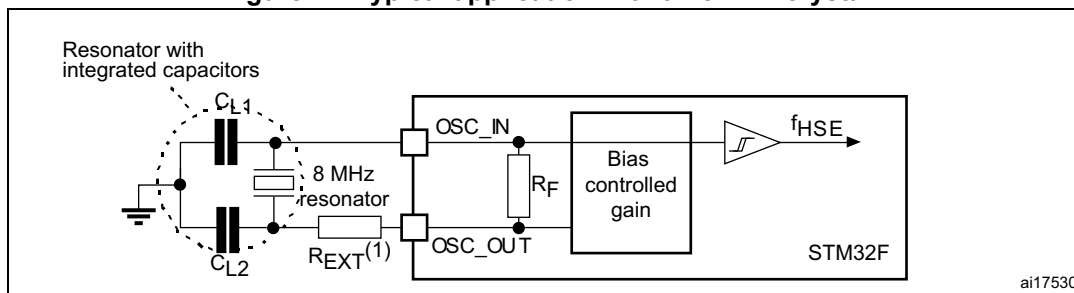 Resonator with
integrated capacitors
CL1
OSC_IN
fHSE
8 MHz
resonator
RF
Bias
controlled
gain
REXT(1)
OSC_OUT
STM32F
CL2
ai17530